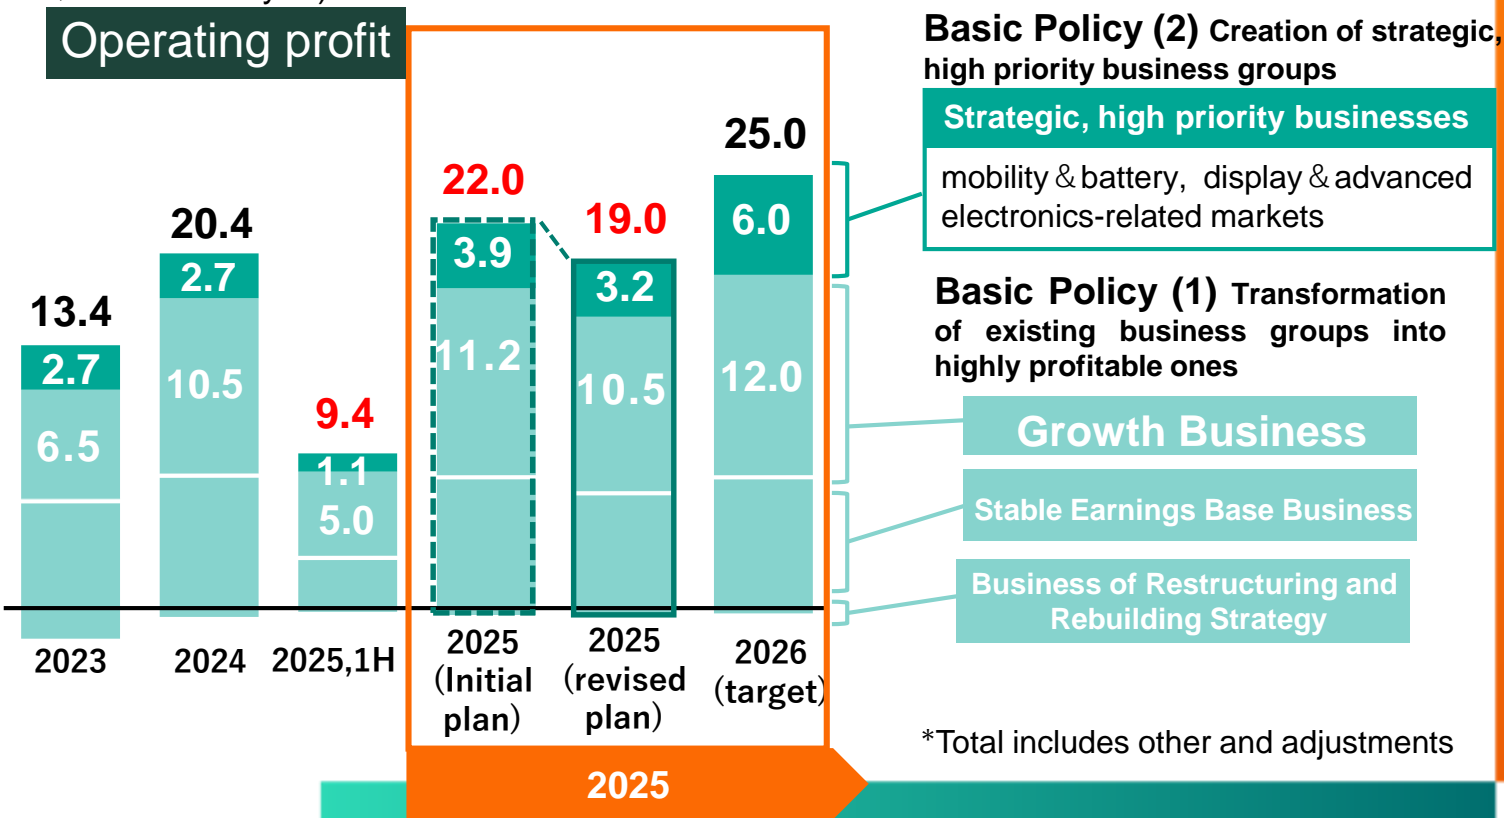 Operating profit
13.4
2.7
6.5
2023
20.4
2.7
10.5
2024
9.4
1.1
5.0
2025,1H
22.0
3.9
11.2
2025
(Initial
plan)
19.0
3.2
10.5
2025
(revised
plan)
25.0
6.0
12.0
2026
(target)
2025
Basic Policy (2) Creation of strategic,
high priority business groups
Strategic, high priority businesses
mobility＆battery, display＆advanced
electronics-related markets
Basic Policy (1) Transformation
of existing business groups into
highly profitable ones
Growth Business
Stable Earnings Base Business
Business of Restructuring and
Rebuilding Strategy
*Total includes other and adjustments